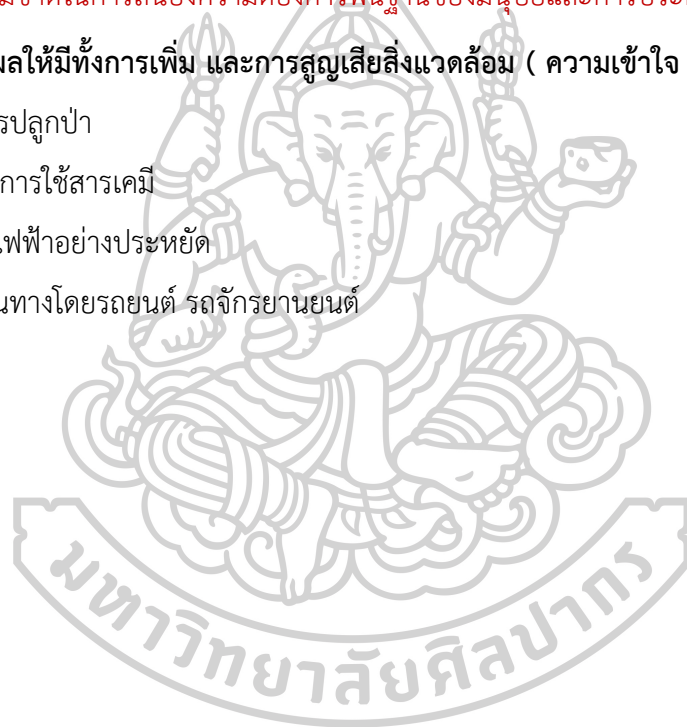 ผลให้มีทั้งการเพิ่ม และการสูญเสียสิ่งแวดล้อม ( ความเข้าใจ
รปลูกป่า
การใช้สารเคมี
ไฟฟ้าอย่างประหยัด
นทางโดยรถยนต์ รถจักรยานยนต์
มหาวิทยาลัยศิลปากร